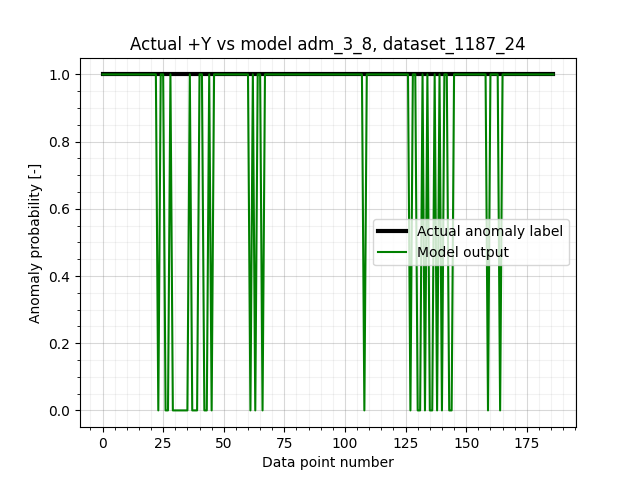 Actual +Y vs model adm_3_8, dataset_1187_24
Anomaly probability [-]
1.0
0.8
0.6
0.4
0.2
0.0
Actual anomaly label
Model output
0 25 50 75 100 125 150 175
Data point number